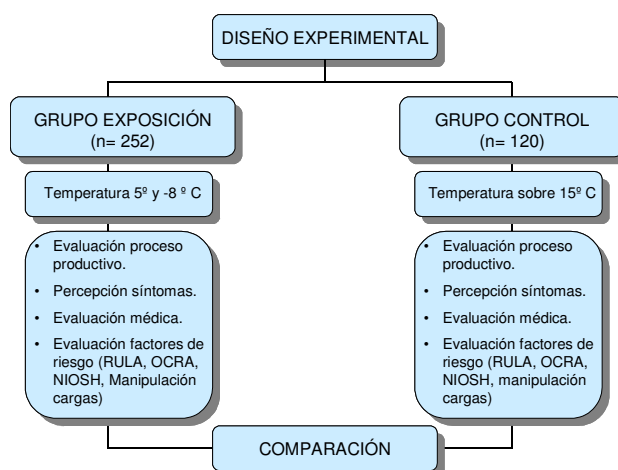 DISEÑO EXPERIMENTAL
GRUPO EXPOSICIÓN
(n= 252)
GRUPO CONTROL
(n= 120)
Temperatura 5º y -8 º C
Temperatura sobre 15º C
• Evaluación proceso
productivo.
• Percepción síntomas.
• Evaluación médica.
• Evaluación factores de
riesgo (RULA, OCRA,
NIOSH, Manipulación
cargas)
• Evaluación proceso
productivo.
• Percepción síntomas.
• Evaluación médica.
• Evaluación factores de
riesgo (RULA, OCRA,
NIOSH, manipulación
cargas)
COMPARACIÓN